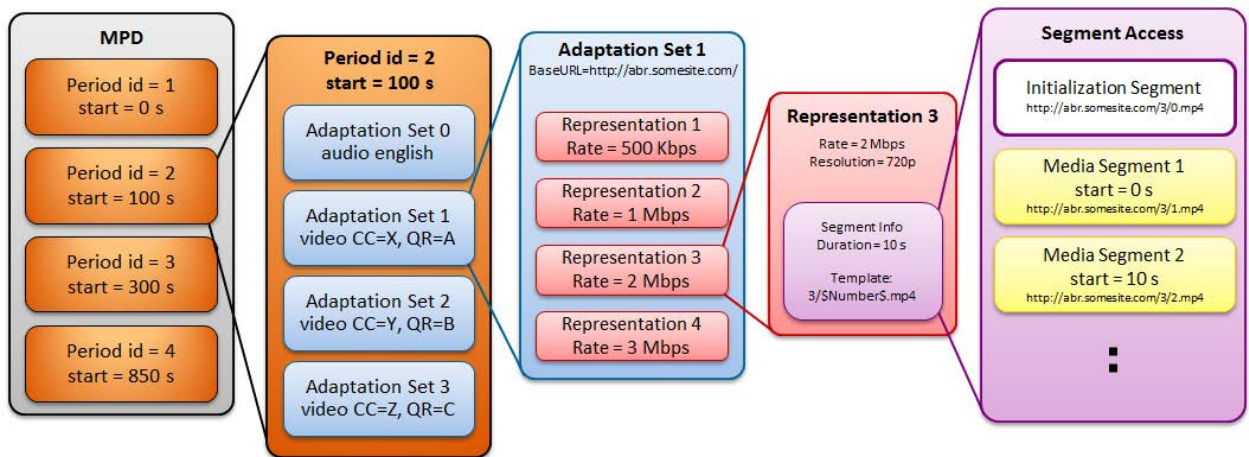 MPD
Period id = 1
start = 0 s
Period id = 2
start = 100 s
Period id = 3
start = 300 s
Period id = 4
start = 850 s
Period id = 2
start = 100 s
Adaptation Set 0
audio english
Adaptation Set 1
video CC=X, QR=A
Adaptation Set 2
video CC=Y, QR=B
Adaptation Set 3
video CC=Z, QR=C
Adaptation Set 1
BaseURL=http://abr.somesite.com/
Representation 1
Rate = 500 Kbps
Representation 2
Rate = 1 Mbps
Representation 3
Rate = 2 Mbps
Representation 4
Rate = 3 Mbps
Representation 3
Rate = 2 Mbps
Resolution = 720p
Segment Info
Duration = 10 s
Template:
3/$Number$.mp4
Segment Access
Initialization Segment
http://abr.somesite.com/3/0.mp4
Media Segment 1
start = 0 s
http://abr.somesite.com/3/1.mp4
Media Segment 2
start = 10 s
http://abr.somesite.com/3/2.mp4